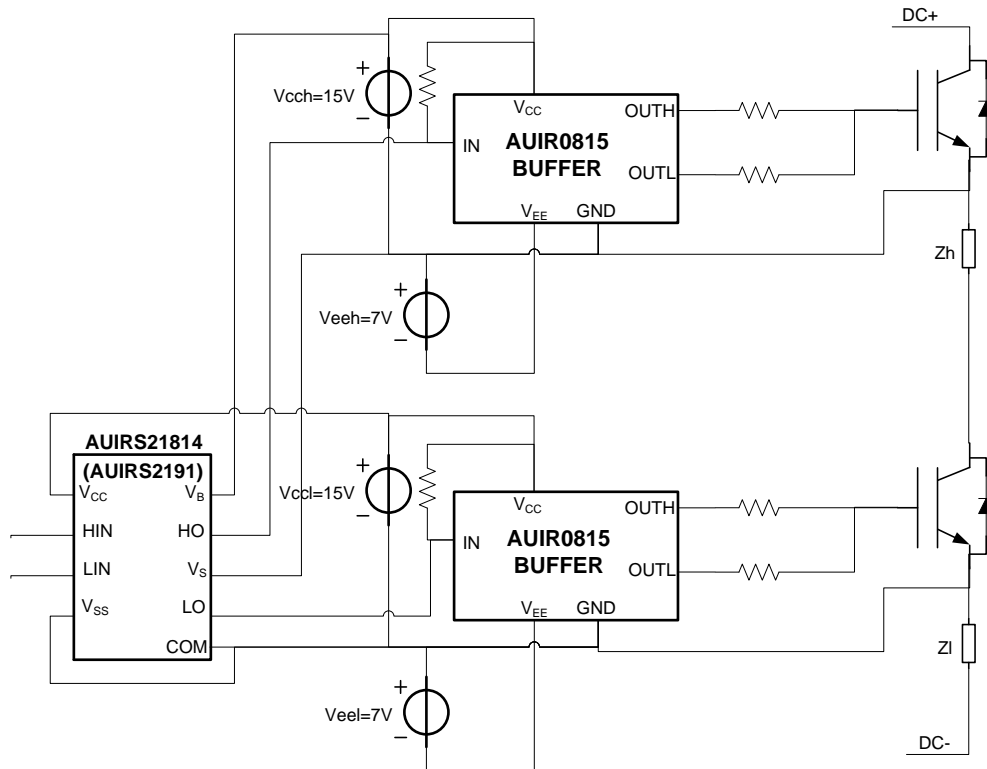 DC+
+
Vcch=15V
−
VCC
OUTH
IN
AUIR0815
BUFFER
OUTL
VEE
GND
Zh
+
Veeh=7V
−
AUIRS21814
(AUIRS2191)
VCC
VB
HIN
HO
LIN
VS
VSS
LO
COM
+
Vccl=15V
−
VCC
OUTH
IN
AUIR0815
BUFFER
OUTL
VEE
GND
Zl
+
Veel=7V
−
DC-